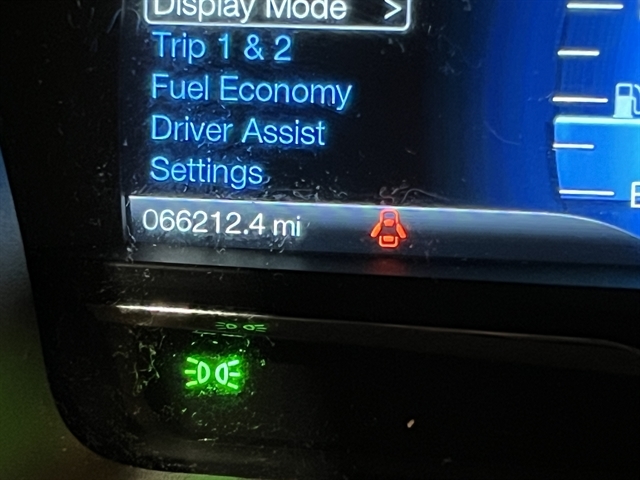 Display Mode >
Trip 1 & 2
Fuel Economy
Driver Assist
Settings
066212.4 mi
E